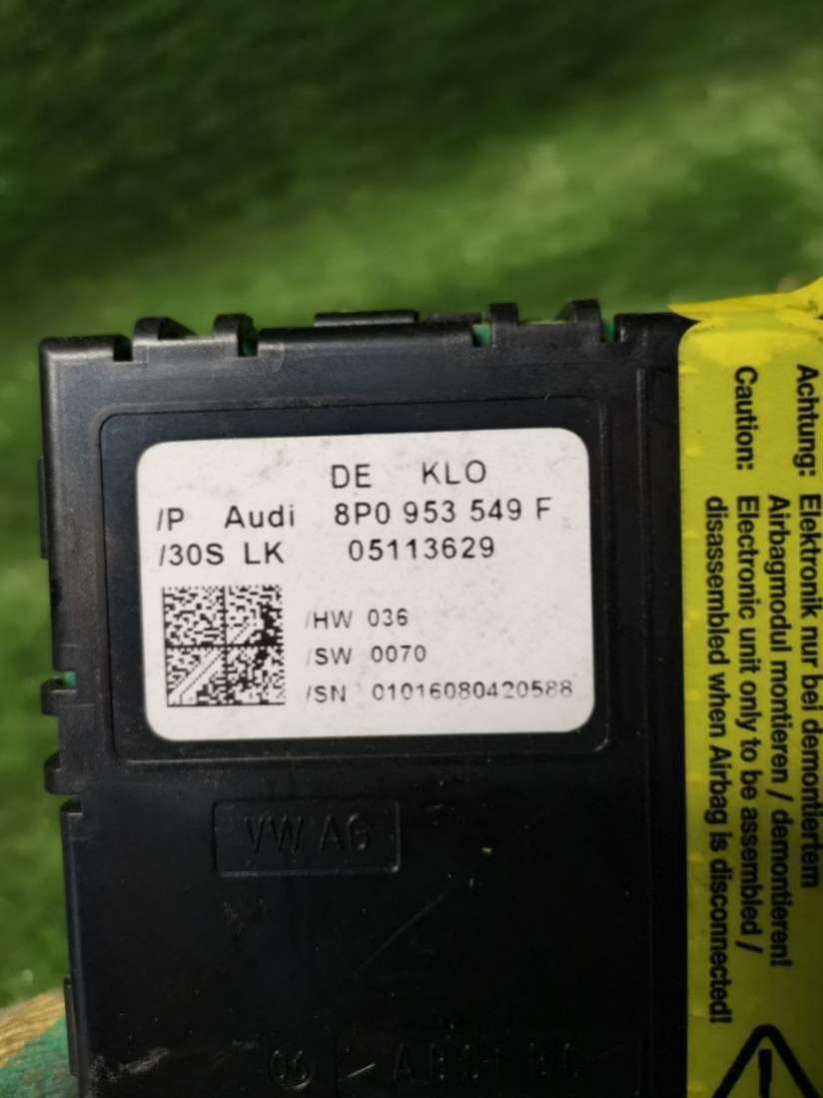 DE KLO
/P Audi 8P0 953 549 F
/30S LK 05113629
/HW 036
/SW 0070
/SN 01016080420588
VW AG
06
Achtung: Elektronik nur bei demontiertem
Airbagmodul montieren / demontieren!
Caution: Electronic unit only to be assembled /
disassembled when Airbag is disconnected!